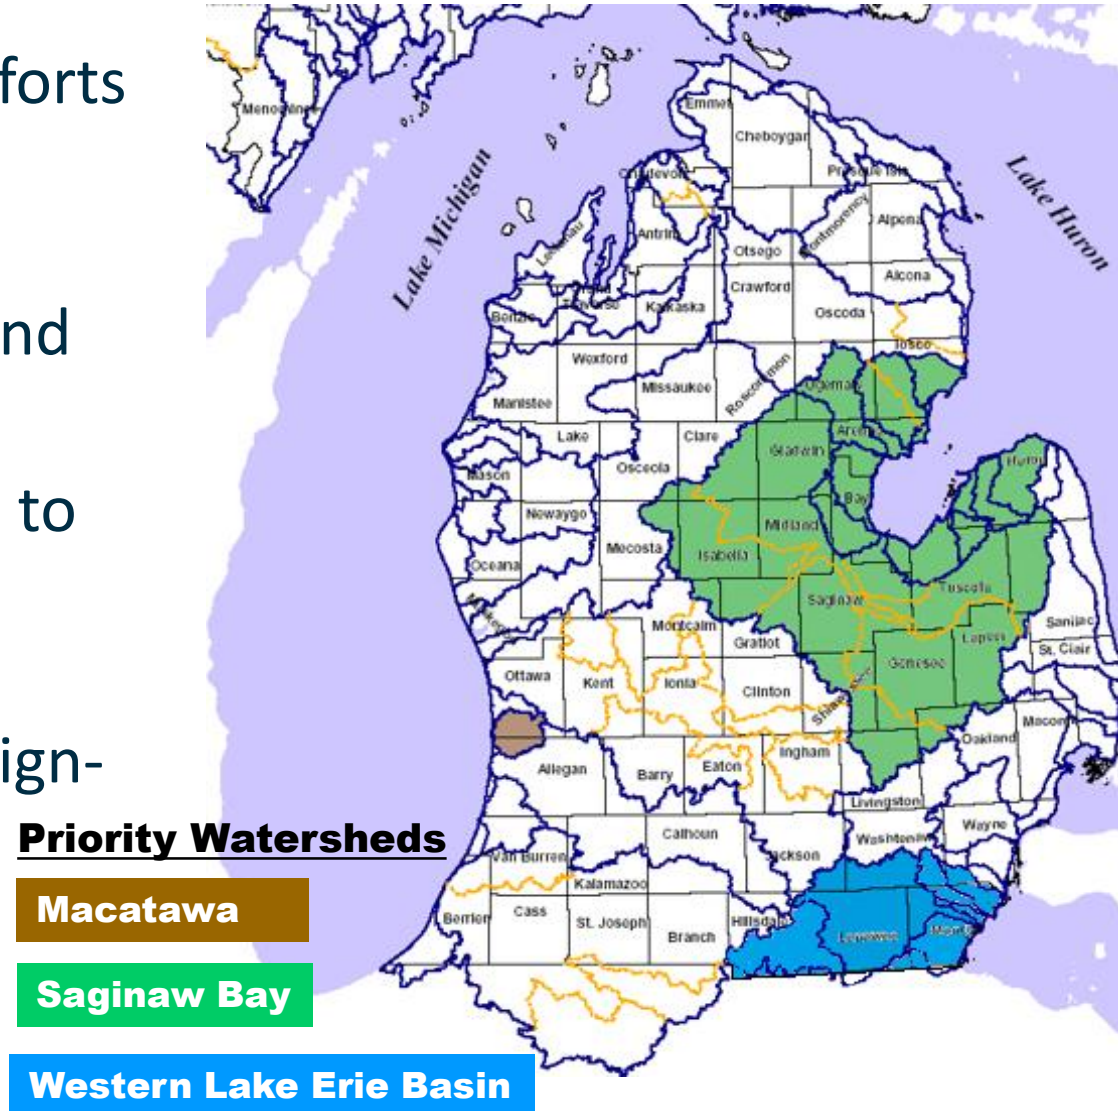 forts
nd
to
ign-
Priority Watersheds
Macatawa
Saginaw Bay
Western Lake Erie Basin
Lake Michigan
Lake Huron
Emmet
Cheboygan
Presque Isle
Antrim
Otsego
Montmorency
Alpena
Leelanau
Benzie
Kalkaska
Crawford
Oscoda
Alcona
Iosco
Manistee
Wexford
Missaukee
Roscommon
Ogemaw
Mason
Lake
Osceola
Clare
Gladwin
Bay
Huron
Oceana
Newaygo
Mecosta
Isabella
Midland
Saginaw
Tuscola
Sanilac
Montcalm
Gratiot
Genesee
Lapeer
St. Clair
Ottawa
Kent
Ionia
Clinton
Oakland
Macomb
Allegan
Barry
Eaton
Ingham
Livingston
Van Burren
Kalamazoo
Calhoun
Jackson
Washtenaw
Wayne
Berrien
Cass
St. Joseph
Branch
Hillsdale
Lenawee
Monroe